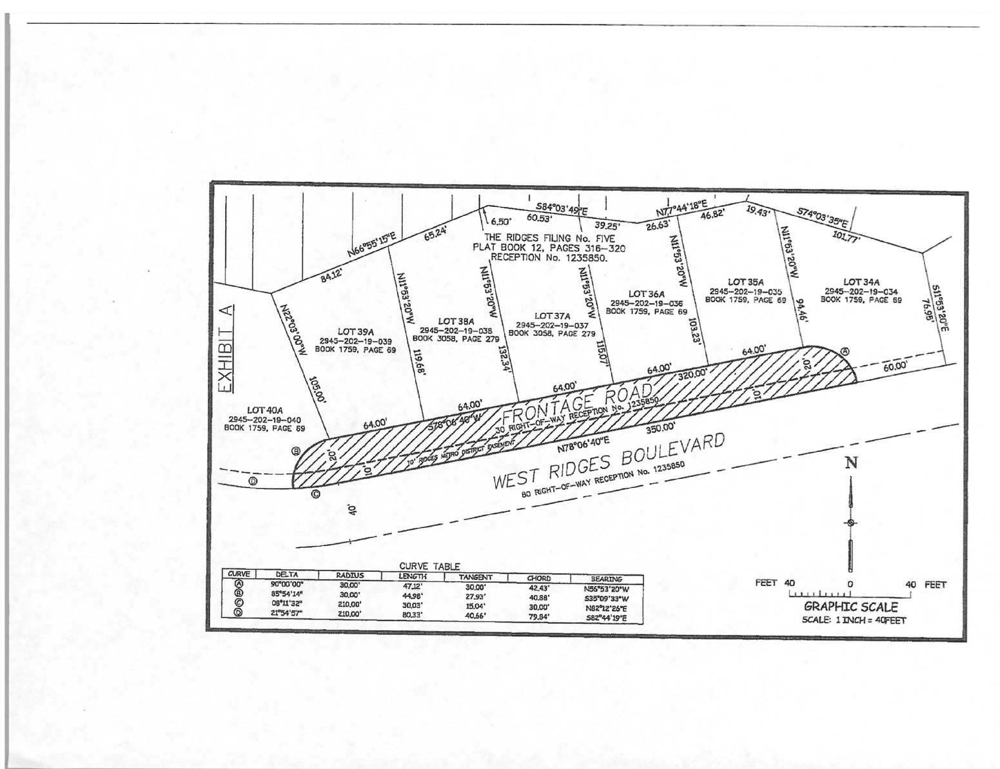 EXHIBIT A
N66°55'15"E
84.12'
65.24'
6.50'
S84°03'49"E
60.53'
39.25'
N77°44'18"E
26.63'
46.82'
19.43'
S74°03'35"E
101.77'
THE RIDGES FILING No. FIVE
PLAT BOOK 12, PAGES 316-320
RECEPTION No. 1235850.
N22°03'00"W
105.00'
N11°53'20"W
119.68'
N11°53'20"W
132.34'
N11°53'20"W
115.07'
N11°53'20"W
103.23'
N11°53'20"W
94.46'
S11°53'20"E
76.95'
LOT 40A
2945-202-19-040
BOOK 1759, PAGE 69
LOT 39A
2945-202-19-039
BOOK 1759, PAGE 69
LOT 38A
2945-202-19-038
BOOK 3058, PAGE 279
LOT 37A
2945-202-19-037
BOOK 3058, PAGE 279
LOT 36A
2945-202-19-036
BOOK 1759, PAGE 69
LOT 35A
2945-202-19-035
BOOK 1759, PAGE 69
LOT 34A
2945-202-19-034
BOOK 1759, PAGE 69
64.00'
64.00'
64.00'
64.00'
64.00'
S78°06'40"W
320.00'
A
B
C
D
20'
10'
20'
10'
60.00'
FRONTAGE ROAD
30 RIGHT-OF-WAY RECEPTION No. 1235850
10' RIDGES METRO DISTRICT EASEMENT
N78°06'40"E
350.00'
WEST RIDGES BOULEVARD
80 RIGHT-OF-WAY RECEPTION No. 1235850
40'
N
CURVE TABLE
CURVE DELTA RADIUS LENGTH TANGENT CHORD BEARING
A 90°00'00" 30.00' 47.12' 30.00' 42.43' N56°53'20"W
B 85°54'14" 30.00' 44.98' 27.93' 40.88' S35°09'33"W
C 08°11'32" 210.00' 30.03' 15.04' 30.00' N82°12'26"E
D 21°54'57" 210.00' 80.33' 40.66' 79.84' S82°44'19"E
FEET 40 0 40 FEET
GRAPHIC SCALE
SCALE: 1 INCH = 40FEET